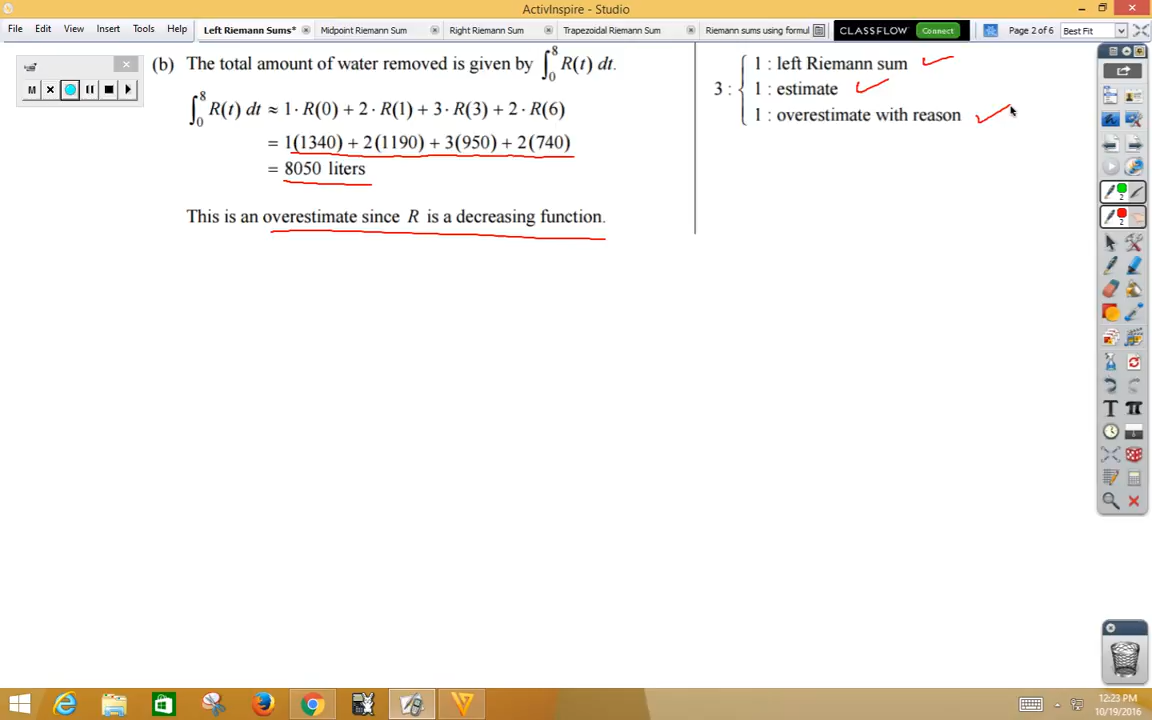 ActivInspire - Studio
File Edit View Insert Tools Help Left Riemann Sums* Midpoint Riemann Sum Right Riemann Sum Trapezoidal Riemann Sum Riemann sums using formul CLASSFLOW Connect Page 2 of 6 Best Fit
(b) The total amount of water removed is given by ∫₀⁸ R(t) dt.
∫₀⁸ R(t) dt ≈ 1 · R(0) + 2 · R(1) + 3 · R(3) + 2 · R(6)
= 1(1340) + 2(1190) + 3(950) + 2(740)
= 8050 liters
This is an overestimate since R is a decreasing function.
3 : { 1 : left Riemann sum
1 : estimate
1 : overestimate with reason
M
2
2
T π
12:23 PM
10/19/2016